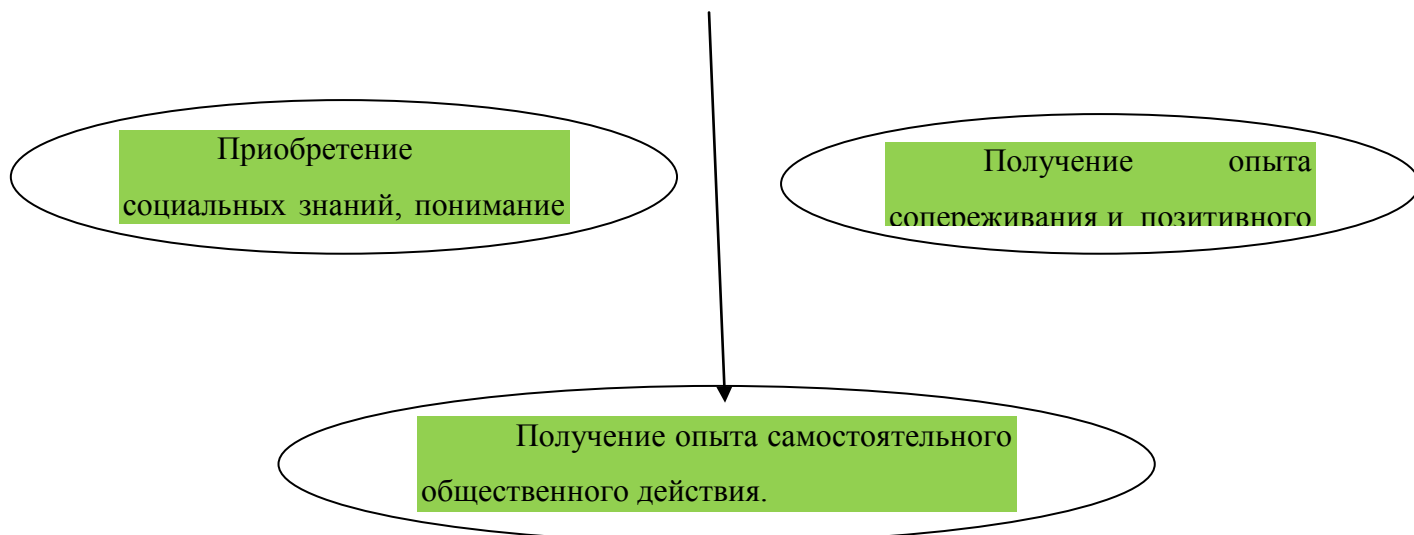 Приобретение
социальных знаний, понимание
Получение опыта
сопереживания и позитивного
Получение опыта самостоятельного
общественного действия.